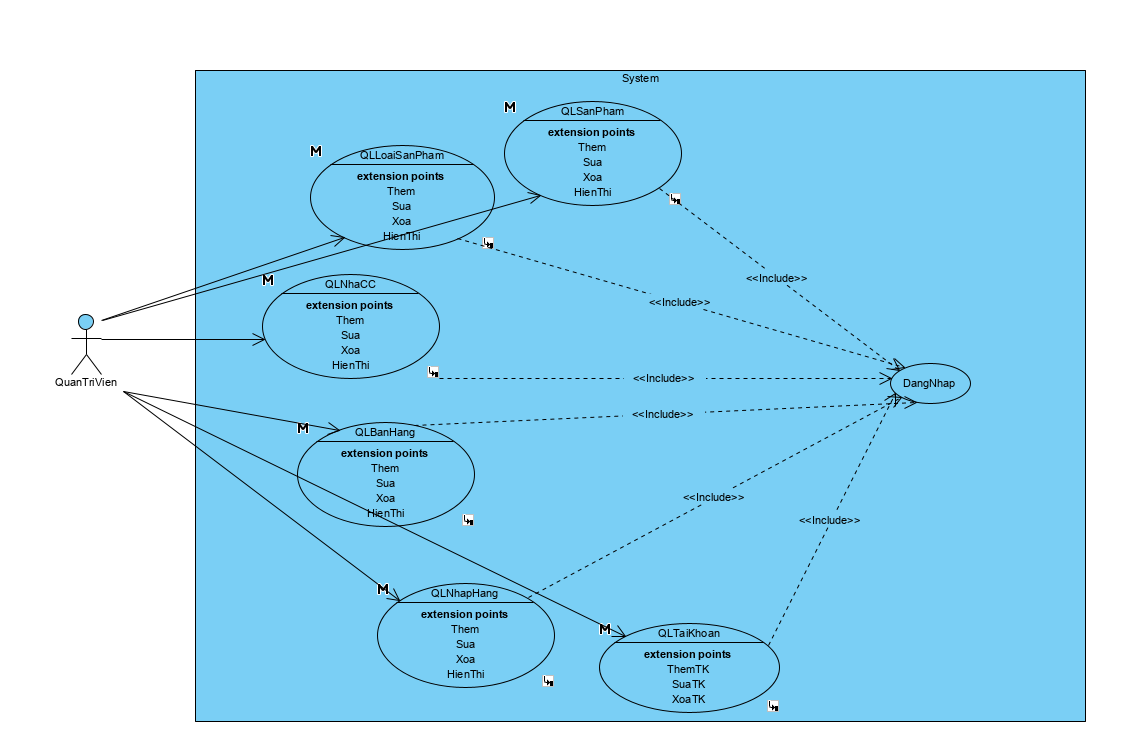 System
M
QLSanPham
extension points
Them
Sua
Xoa
HienThi
M
QLLoaiSanPham
extension points
Them
Sua
Xoa
HienThi
M
QLNhaCC
extension points
Them
Sua
Xoa
HienThi
<<Include>>
<<Include>>
<<Include>>
<<Include>>
QuanTriVien
DangNhap
M
QLBanHang
extension points
Them
Sua
Xoa
HienThi
<<Include>>
<<Include>>
M
QLNhapHang
extension points
Them
Sua
Xoa
HienThi
M
QLTaiKhoan
extension points
ThemTK
SuaTK
XoaTK